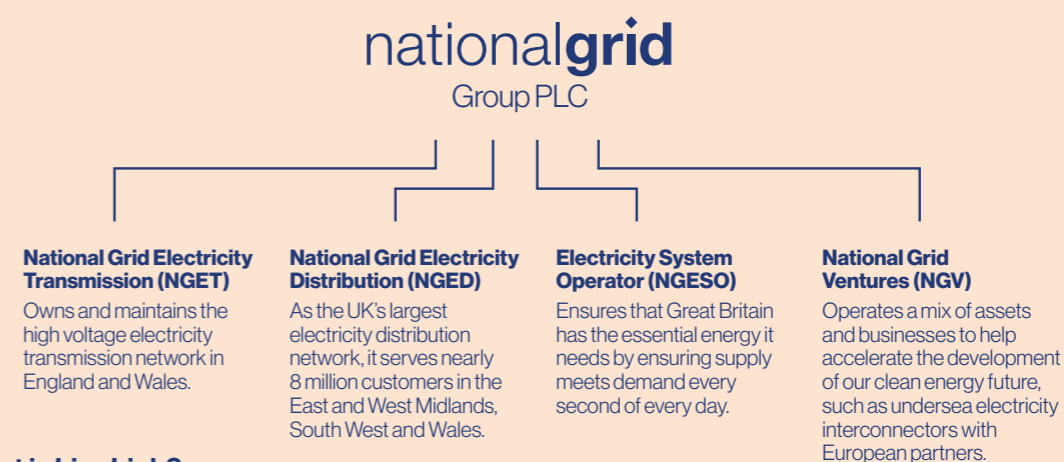 nationalgrid
Group PLC
National Grid Electricity
Transmission (NGET)
Owns and maintains the
high voltage electricity
transmission network in
England and Wales.
National Grid Electricity
Distribution (NGED)
As the UK's largest
electricity distribution
network, it serves nearly
8 million customers in the
East and West Midlands,
South West and Wales.
Electricity System
Operator (NGESO)
Ensures that Great Britain
has the essential energy it
needs by ensuring supply
meets demand every
second of every day.
National Grid
Ventures (NGV)
Operates a mix of assets
and businesses to help
accelerate the development
of our clean energy future,
such as undersea electricity
interconnectors with
European partners.